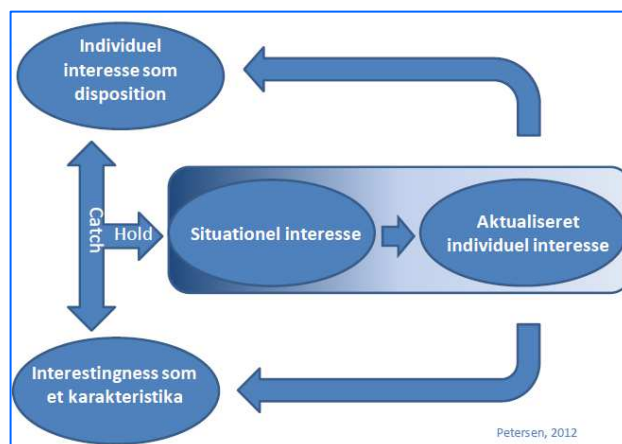 Individuel
interesse som
disposition
Catch
Hold
Situationel interesse
Aktualiseret
individuel interesse
Interestingness som
et karakteristika
Petersen, 2012